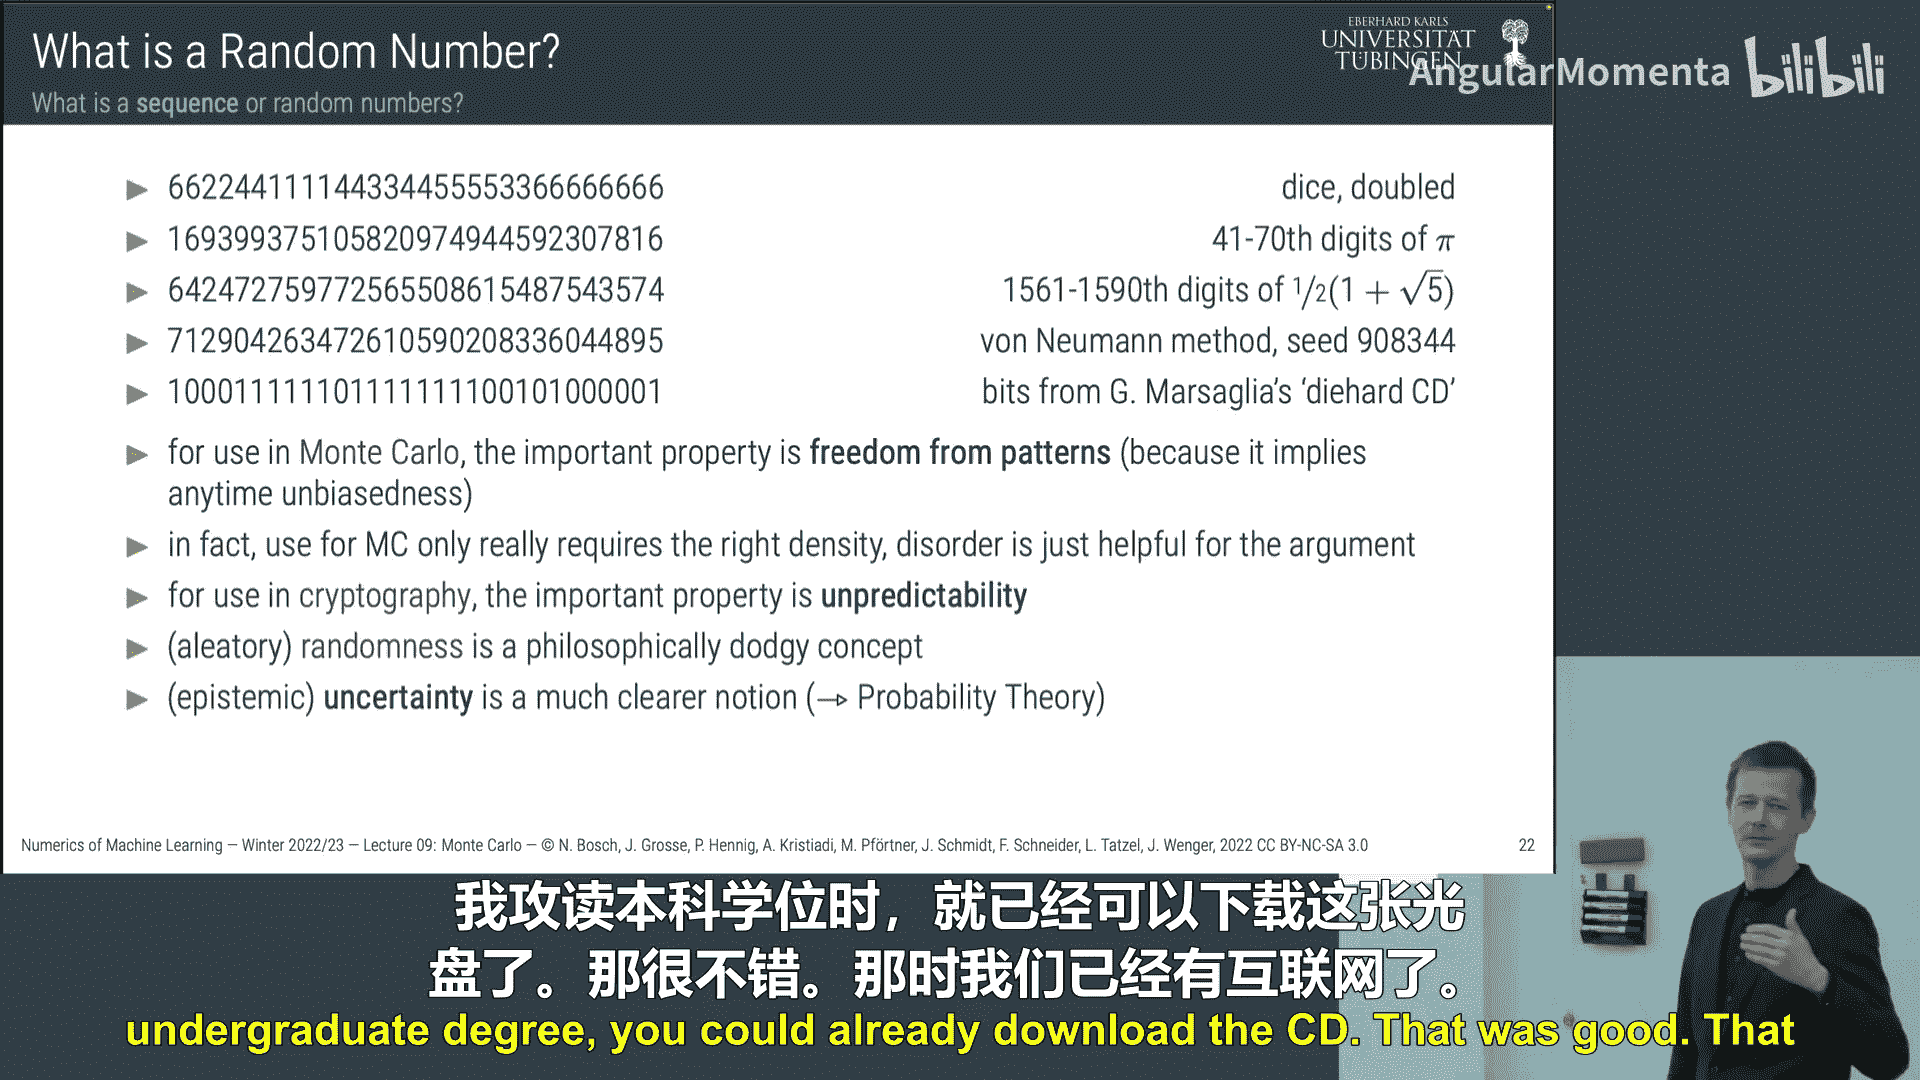 What is a Random Number?
What is a sequence or random numbers?
EBERHARD KARLS
UNIVERSITÄT
TÜBINGEN
AngularMomenta bilibili
▶ 662244111144334455553366666666 dice, doubled
▶ 169399375105820974944592307816 41-70th digits of π
▶ 642472759772565508615487543574 1561-1590th digits of 1/2(1 + √5)
▶ 712904263472610590208336044895 von Neumann method, seed 908344
▶ 100011111101111111100101000001 bits from G. Marsaglia's 'diehard CD'
▶ for use in Monte Carlo, the important property is freedom from patterns (because it implies
anytime unbiasedness)
▶ in fact, use for MC only really requires the right density, disorder is just helpful for the argument
▶ for use in cryptography, the important property is unpredictability
▶ (aleatory) randomness is a philosophically dodgy concept
▶ (epistemic) uncertainty is a much clearer notion (→ Probability Theory)
Numerics of Machine Learning — Winter 2022/23 — Lecture 09: Monte Carlo — © N. Bosch, J. Grosse, P. Hennig, A. Kristiadi, M. Pförtner, J. Schmidt, F. Schneider, L. Tatzel, J. Wenger, 2022 CC BY-NC-SA 3.0 22
我攻读本科学位时，就已经可以下载这张光
盘了。那很不错。那时我们已经有互联网了。
undergraduate degree, you could already download the CD. That was good. That